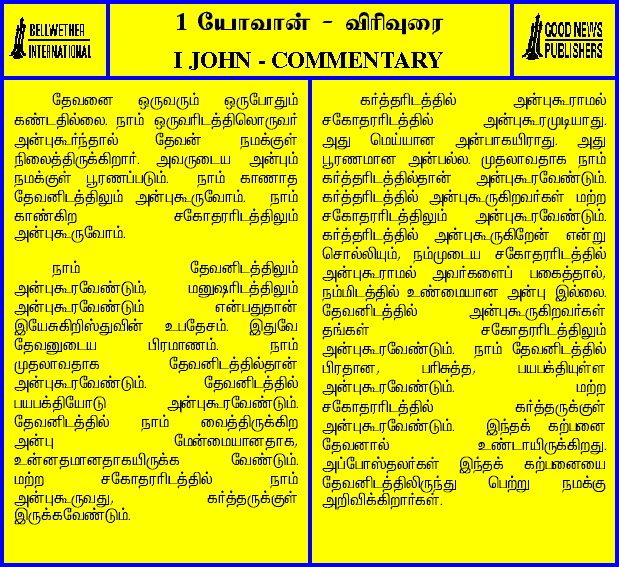 BELLWETHER
INTERNATIONAL
1 யோவான் - விரிவுரை
I JOHN - COMMENTARY
GOOD NEWS
PUBLISHERS
தேவனை ஒருவரும் ஒருபோதும்
கண்டதில்லை. நாம் ஒருவரிடத்திலொருவர்
அன்புகூர்ந்தால் தேவன் நமக்குள்
நிலைத்திருக்கிறார். அவருடைய அன்பும்
நமக்குள் பூரணப்படும். நாம் காணாத
தேவனிடத்திலும் அன்புகூருவோம். நாம்
காண்கிற சகோதரரிடத்திலும்
அன்புகூருவோம்.
நாம் தேவனிடத்திலும்
அன்புகூரவேண்டும், மனுஷரிடத்திலும்
அன்புகூரவேண்டும் என்பதுதான்
இயேசுகிறிஸ்துவின் உபதேசம். இதுவே
தேவனுடைய பிரமாணம். நாம்
முதலாவதாக தேவனிடத்தில்தான்
அன்புகூரவேண்டும். தேவனிடத்தில்
பயபக்தியோடு அன்புகூரவேண்டும்.
தேவனிடத்தில் நாம் வைத்திருக்கிற
அன்பு மேன்மையானதாக,
உன்னதமானதாகயிருக்க வேண்டும்.
மற்ற சகோதரரிடத்தில் நாம்
அன்புகூருவது, கர்த்தருக்குள்
இருக்கவேண்டும்.
கர்த்தரிடத்தில் அன்புகூராமல்
சகோதரரிடத்தில் அன்புகூரமுடியாது.
அது மெய்யான அன்பாகயிராது. அது
பூரணமான அன்பல்ல. முதலாவதாக நாம்
கர்த்தரிடத்தில்தான் அன்புகூரவேண்டும்.
கர்த்தரிடத்தில் அன்புகூருகிறவர்கள் மற்ற
சகோதரரிடத்திலும் அன்புகூரவேண்டும்.
கர்த்தரிடத்தில் அன்புகூருகிறேன் என்று
சொல்லியும், நம்முடைய சகோதரரிடத்தில்
அன்புகூராமல் அவர்களைப் பகைத்தால்,
நம்மிடத்தில் உண்மையான அன்பு இல்லை.
தேவனிடத்தில் அன்புகூருகிறவர்கள்
தங்கள் சகோதரரிடத்திலும்
அன்புகூரவேண்டும். நாம் தேவனிடத்தில்
பிரதான, பரிசுத்த, பயபக்தியுள்ள
அன்புகூரவேண்டும். மற்ற
சகோதரரிடத்தில் கர்த்தருக்குள்
அன்புகூரவேண்டும். இந்தக் கற்பனை
தேவனால் உண்டாயிருக்கிறது.
அப்போஸ்தலர்கள் இந்தக் கற்பனையை
தேவனிடத்திலிருந்து பெற்று நமக்கு
அறிவிக்கிறார்கள்.